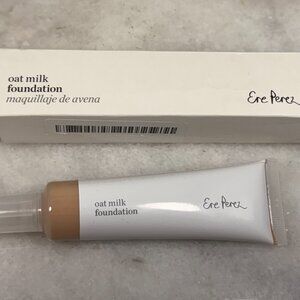 oat milk
foundation
maquillaje de avena
Ere Perez
oat milk
foundation
Ere Perez